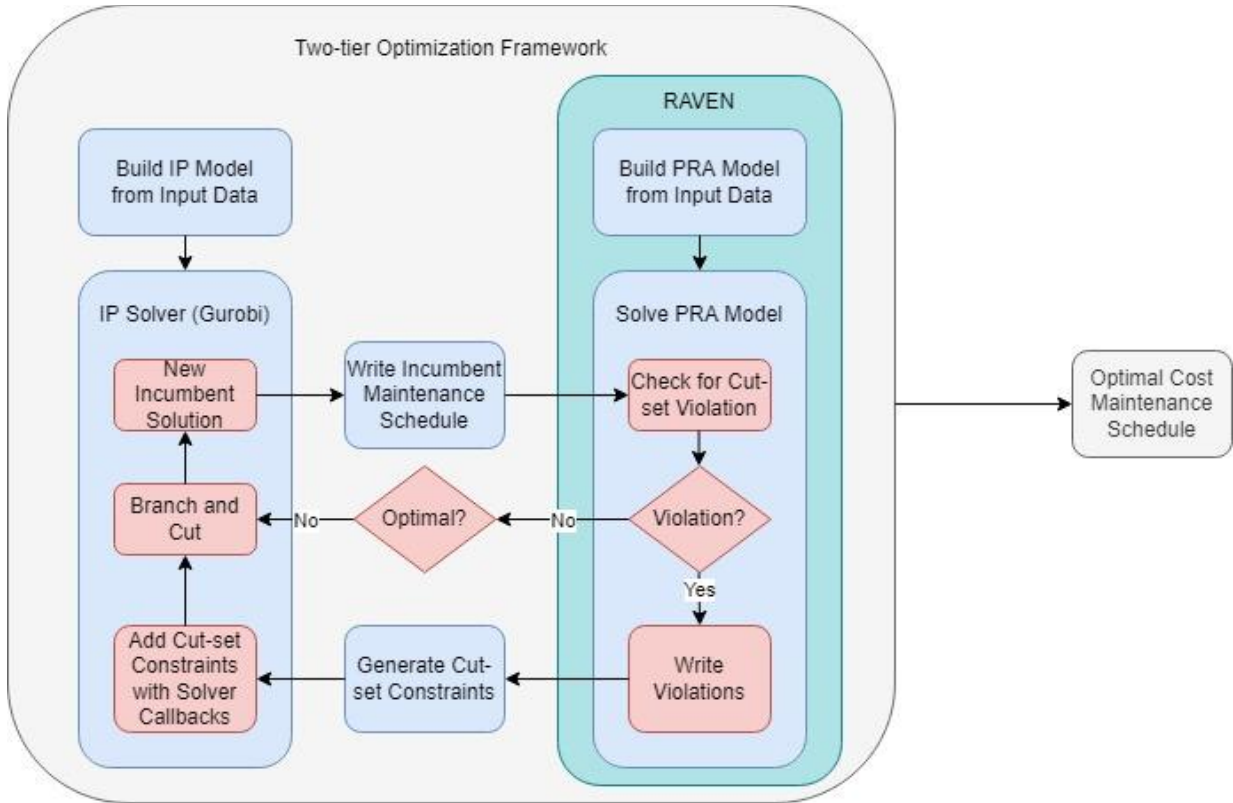 Two-tier Optimization Framework
RAVEN
Build IP Model
from Input Data
Build PRA Model
from Input Data
IP Solver (Gurobi)
Solve PRA Model
New
Incumbent
Solution
Write Incumbent
Maintenance
Schedule
Check for Cut-
set Violation
Optimal Cost
Maintenance
Schedule
Branch and
Cut
No
Optimal?
No
Violation?
Yes
Add Cut-set
Constraints
with Solver
Callbacks
Generate Cut-
set Constraints
Write
Violations